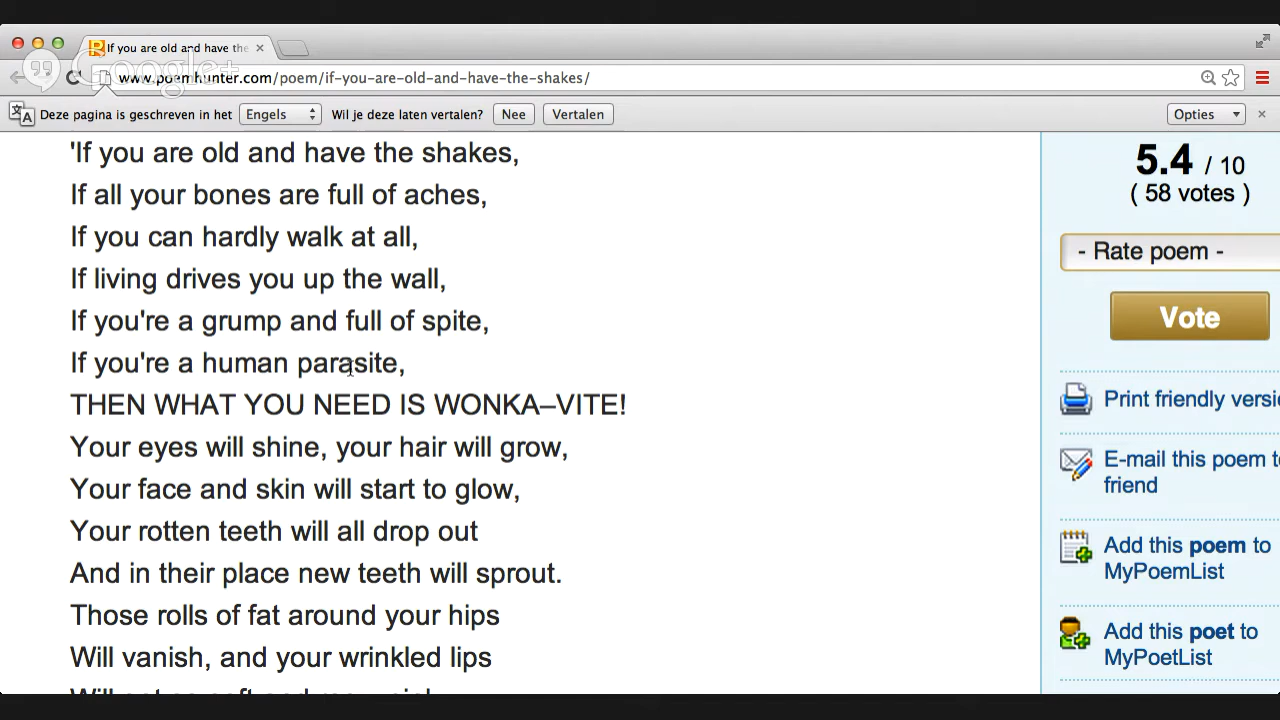 If you are old and have the
Google+
www.poemhunter.com/poem/if-you-are-old-and-have-the-shakes/
Deze pagina is geschreven in het Engels Wil je deze laten vertalen? Nee Vertalen Opties
'If you are old and have the shakes,
If all your bones are full of aches,
If you can hardly walk at all,
If living drives you up the wall,
If you're a grump and full of spite,
If you're a human parasite,
THEN WHAT YOU NEED IS WONKA–VITE!
Your eyes will shine, your hair will grow,
Your face and skin will start to glow,
Your rotten teeth will all drop out
And in their place new teeth will sprout.
Those rolls of fat around your hips
Will vanish, and your wrinkled lips
5.4 / 10
( 58 votes )
- Rate poem -
Vote
Print friendly versi
E-mail this poem t
friend
Add this poem to
MyPoemList
Add this poet to
MyPoetList